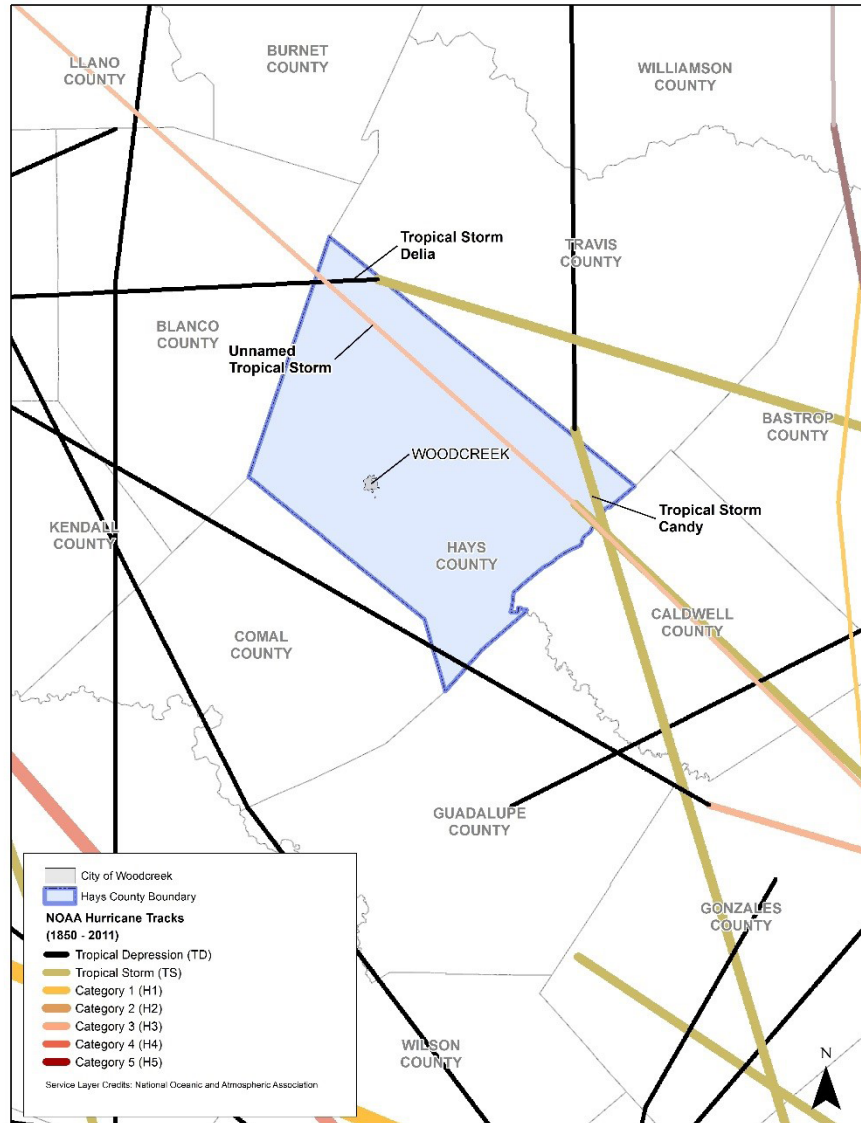 LLANO
COUNTY
BURNET
COUNTY
WILLIAMSON
COUNTY
Tropical Storm
Delia
TRAVIS
COUNTY
BLANCO
COUNTY
Unnamed
Tropical Storm
BASTROP
COUNTY
WOODCREEK
Tropical Storm
Candy
KENDALL
COUNTY
HAYS
COUNTY
CALDWELL
COUNTY
COMAL
COUNTY
GUADALUPE
COUNTY
GONZALES
COUNTY
WILSON
COUNTY
City of Woodcreek
Hays County Boundary
NOAA Hurricane Tracks
(1850 - 2011)
Tropical Depression (TD)
Tropical Storm (TS)
Category 1 (H1)
Category 2 (H2)
Category 3 (H3)
Category 4 (H4)
Category 5 (H5)
Service Layer Credits: National Oceanic and Atmospheric Association
N